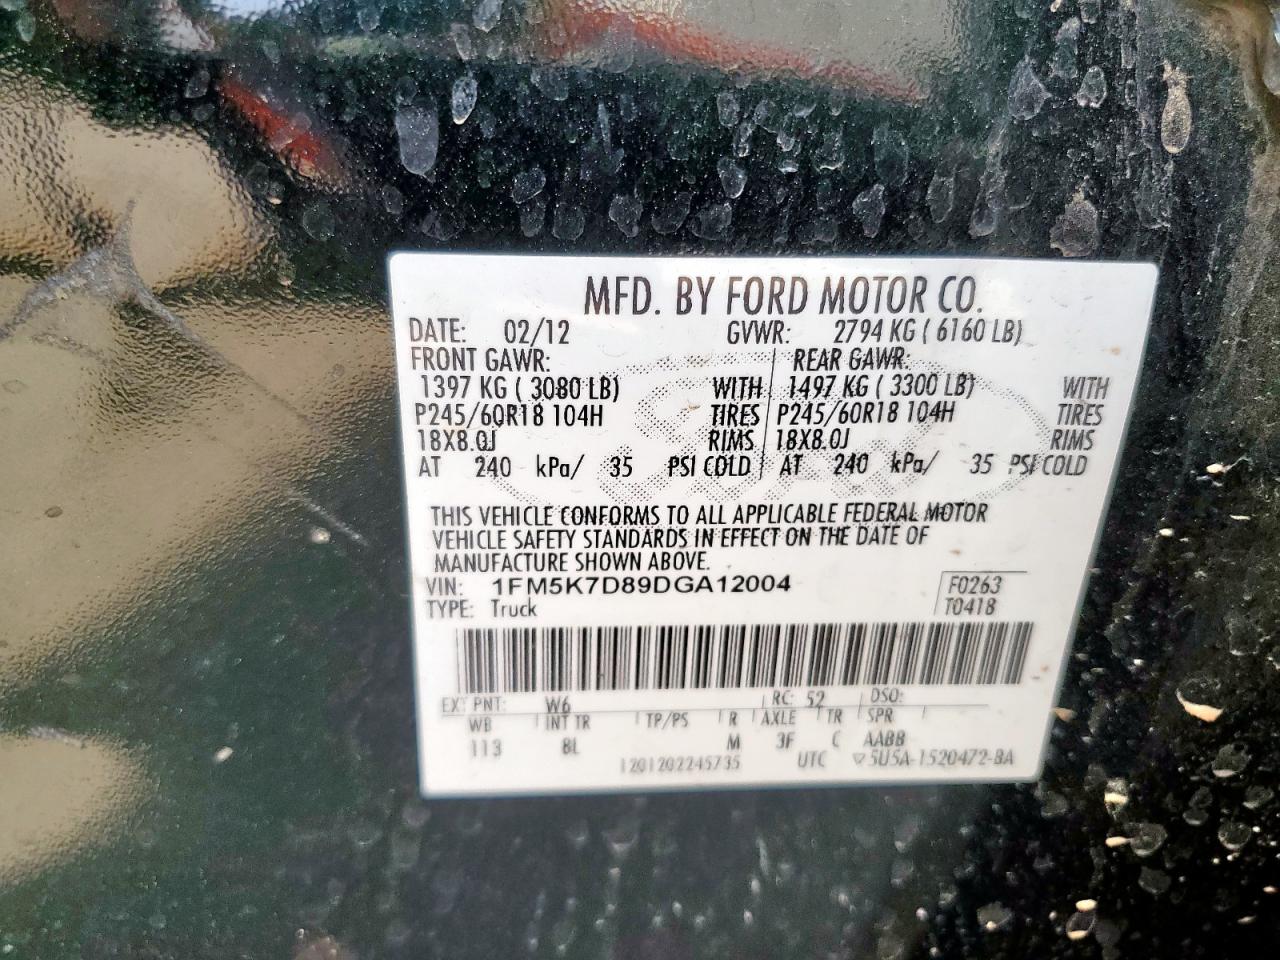 MFD. BY FORD MOTOR CO.
DATE: 02/12 GVWR: 2794 KG ( 6160 LB)
FRONT GAWR: REAR GAWR:
1397 KG ( 3080 LB) WITH 1497 KG ( 3300 LB) WITH
P245/60R18 104H TIRES P245/60R18 104H TIRES
18X8.0J RIMS 18X8.0J RIMS
AT 240 kPa/ 35 PSI COLD AT 240 kPa/ 35 PSI COLD
THIS VEHICLE CONFORMS TO ALL APPLICABLE FEDERAL MOTOR
VEHICLE SAFETY STANDARDS IN EFFECT ON THE DATE OF
MANUFACTURE SHOWN ABOVE.
VIN: 1FM5K7D89DGA12004 F0263
TYPE: Truck T0418
EXT PNT: W6 RC: 52 DSO:
WB INT TR TP/PS R AXLE TR SPR
113 8L M 3F C AABB
1201202245735 UTC ▽5U5A-1520472-BA